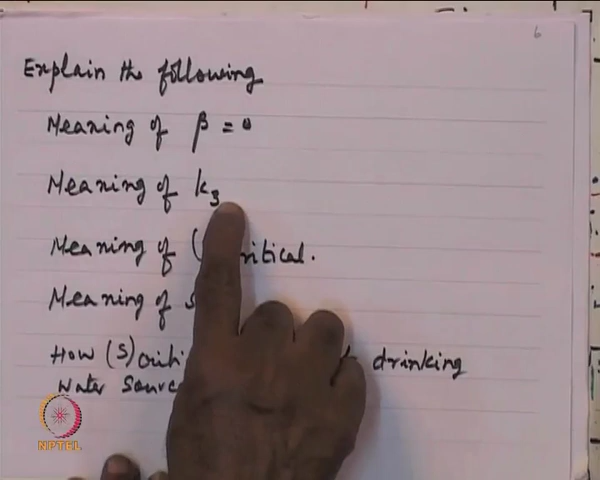 6
Explain the following
Meaning of β = 0
Meaning of k3
Meaning of ( critical.
Meaning of
How (S) drinking
water
NPTEL